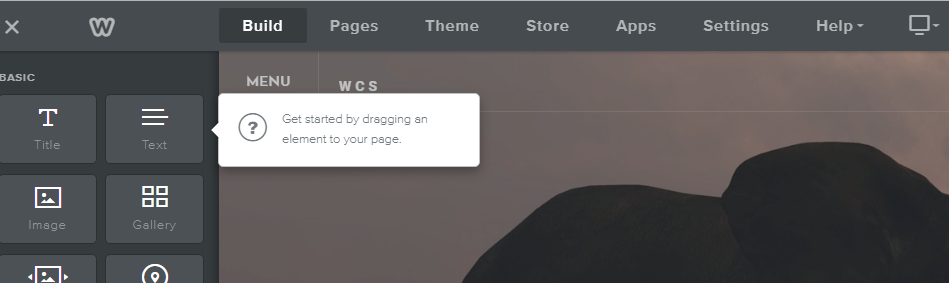 Build Pages Theme Store Apps Settings Help
BASIC
MENU
WCS
Title Text
Get started by dragging an
element to your page.
Image Gallery